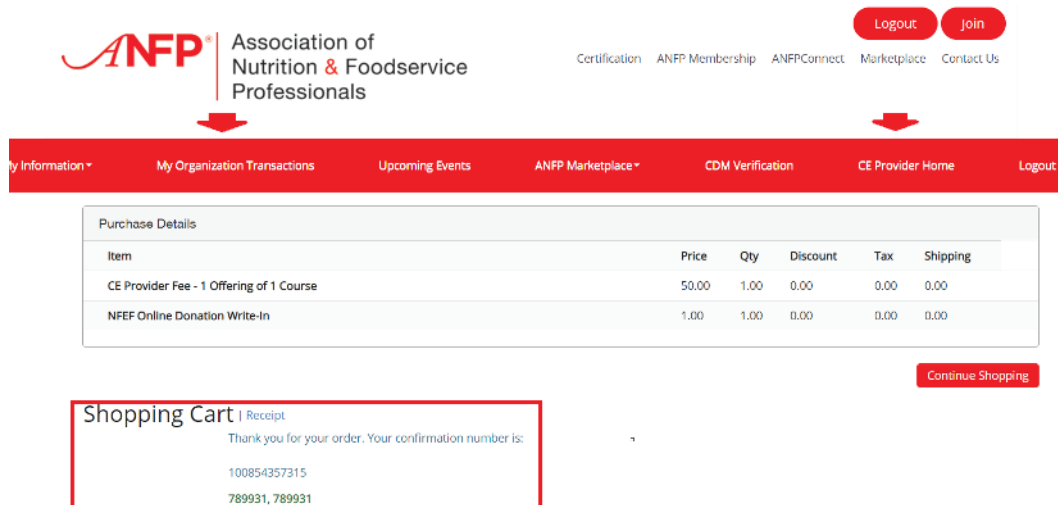 Logout Join
ANFP® Association of
Nutrition & Foodservice
Professionals
Certification ANFP Membership ANFPConnect Marketplace Contact Us
My Information My Organization Transactions Upcoming Events ANFP Marketplace CDM Verification CE Provider Home Logout
Purchase Details
Item Price Qty Discount Tax Shipping
CE Provider Fee - 1 Offering of 1 Course 50.00 1.00 0.00 0.00 0.00
NFEF Online Donation Write-In 1.00 1.00 0.00 0.00 0.00
Continue Shopping
Shopping Cart | Receipt
Thank you for your order. Your confirmation number is:
100854357315
789931, 789931